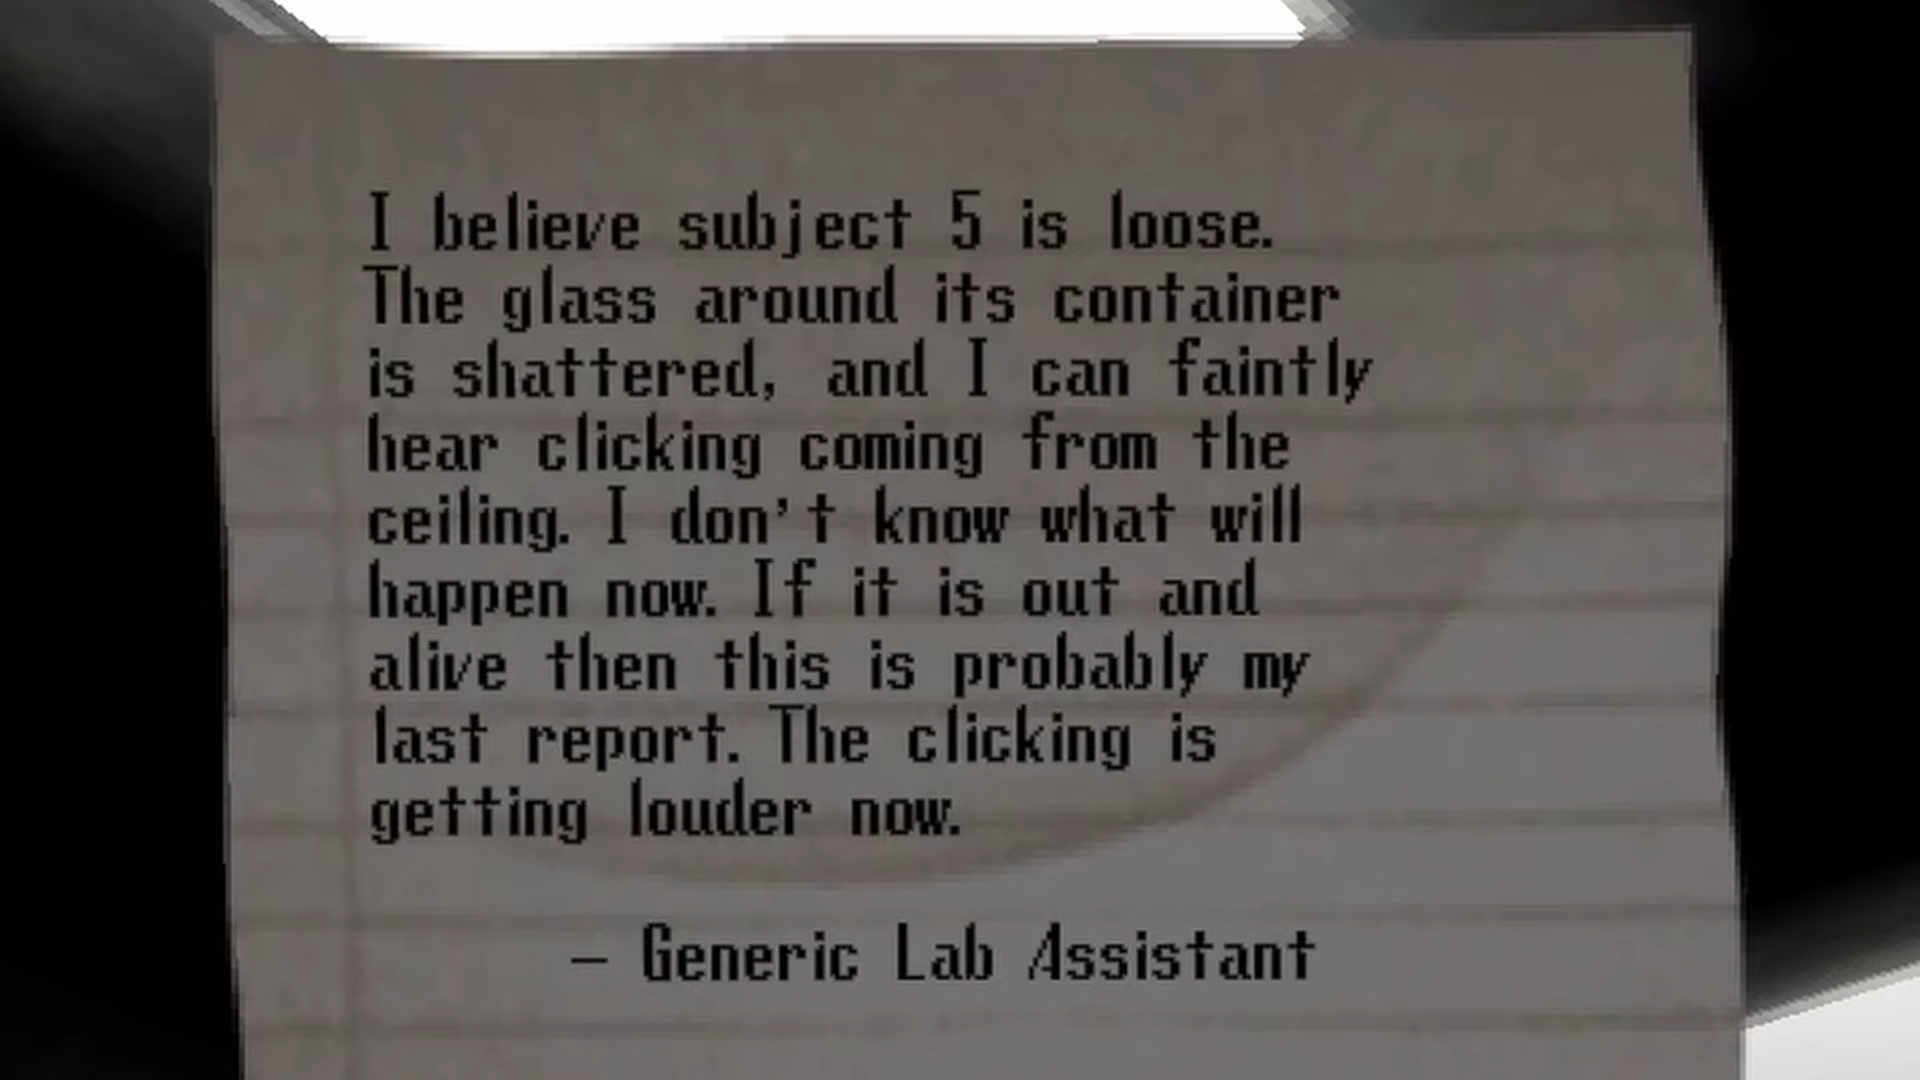 I believe subject 5 is loose.
The glass around its container
is shattered, and I can faintly
hear clicking coming from the
ceiling. I don't know what will
happen now. If it is out and
alive then this is probably my
last report. The clicking is
getting louder now.
- Generic Lab Assistant